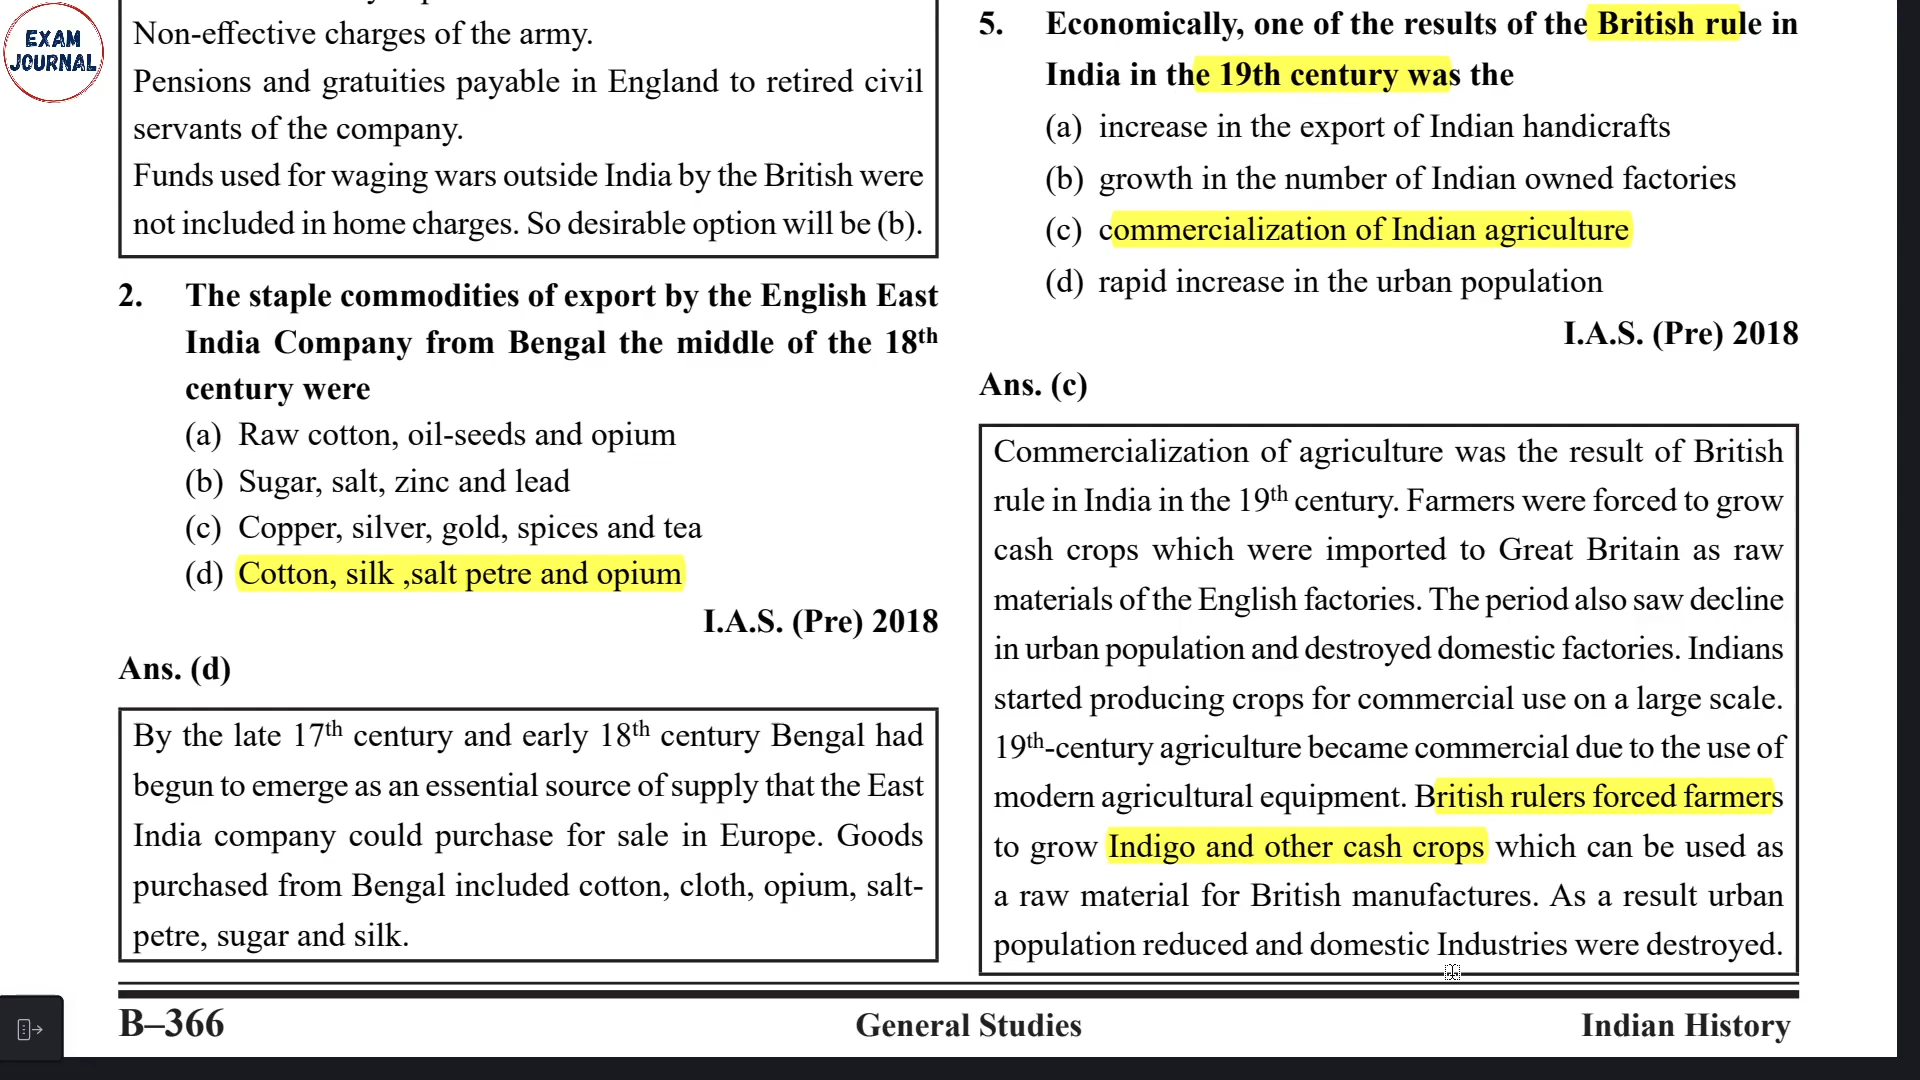 EXAM
JOURNAL
Non-effective charges of the army.
Pensions and gratuities payable in England to retired civil
servants of the company.
Funds used for waging wars outside India by the British were
not included in home charges. So desirable option will be (b).
2. The staple commodities of export by the English East
India Company from Bengal the middle of the 18th
century were
(a) Raw cotton, oil-seeds and opium
(b) Sugar, salt, zinc and lead
(c) Copper, silver, gold, spices and tea
(d) Cotton, silk ,salt petre and opium
I.A.S. (Pre) 2018
Ans. (d)
By the late 17th century and early 18th century Bengal had
begun to emerge as an essential source of supply that the East
India company could purchase for sale in Europe. Goods
purchased from Bengal included cotton, cloth, opium, salt-
petre, sugar and silk.
5. Economically, one of the results of the British rule in
India in the 19th century was the
(a) increase in the export of Indian handicrafts
(b) growth in the number of Indian owned factories
(c) commercialization of Indian agriculture
(d) rapid increase in the urban population
I.A.S. (Pre) 2018
Ans. (c)
Commercialization of agriculture was the result of British
rule in India in the 19th century. Farmers were forced to grow
cash crops which were imported to Great Britain as raw
materials of the English factories. The period also saw decline
in urban population and destroyed domestic factories. Indians
started producing crops for commercial use on a large scale.
19th-century agriculture became commercial due to the use of
modern agricultural equipment. British rulers forced farmers
to grow Indigo and other cash crops which can be used as
a raw material for British manufactures. As a result urban
population reduced and domestic Industries were destroyed.
B–366 General Studies Indian History